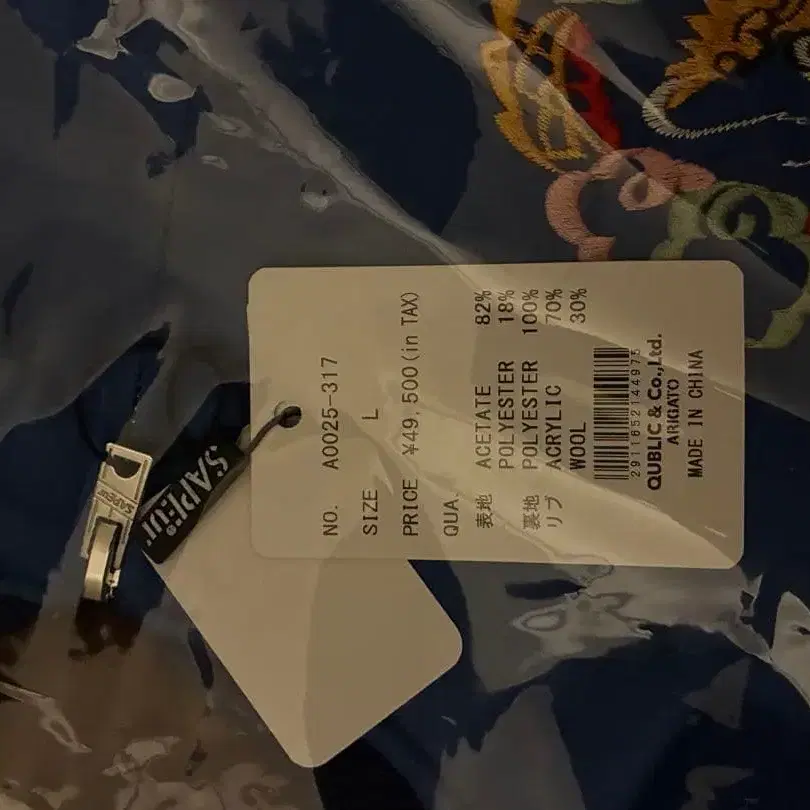 NO. A0025-317
SIZE L
PRICE ¥49,500(in TAX)
QUA.
表地 ACETATE 82%
POLYESTER 18%
裏地 POLYESTER 100%
リブ ACRYLIC 70%
WOOL 30%
2911652144975
QUBLIC & Co.,Ltd.
ARIGATO
MADE IN CHINA
SAPEur
SAPEur